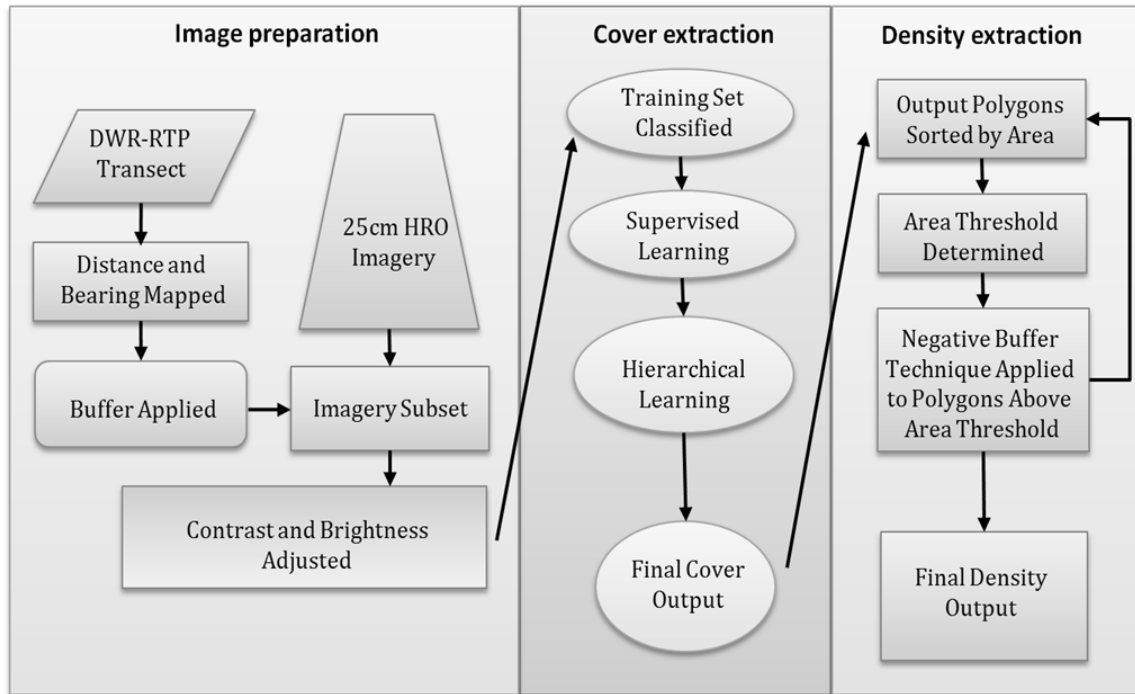 Image preparation
DWR-RTP
Transect
Distance and
Bearing Mapped
Buffer Applied
25cm HRO
Imagery
Imagery Subset
Contrast and Brightness
Adjusted
Cover extraction
Training Set
Classified
Supervised
Learning
Hierarchical
Learning
Final Cover
Output
Density extraction
Output Polygons
Sorted by Area
Area Threshold
Determined
Negative Buffer
Technique Applied
to Polygons Above
Area Threshold
Final Density
Output